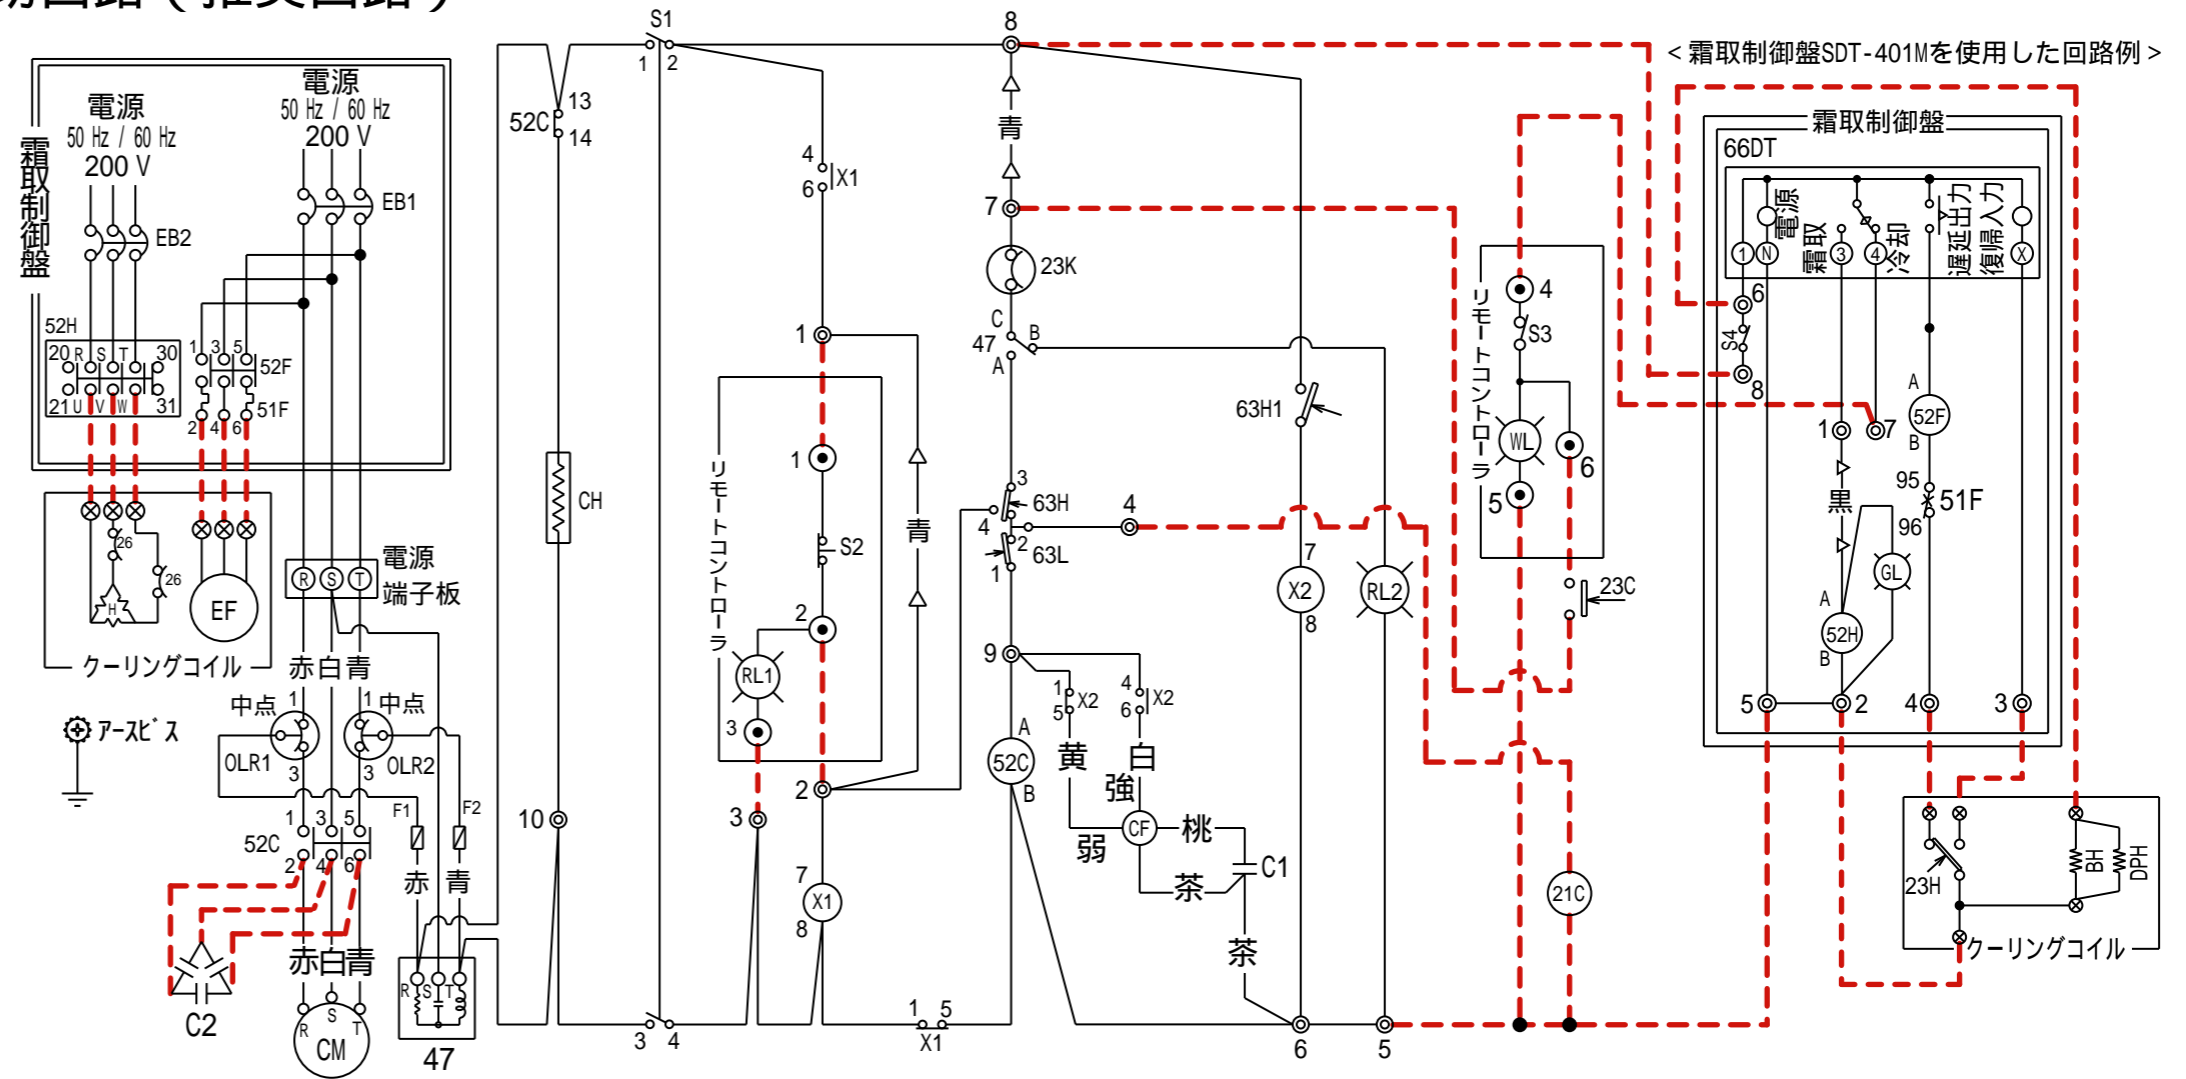 ＜霜取制御盤SDT-401Mを使用した回路例＞
霜取制御盤
電源
50 Hz / 60 Hz
200 V
電源
50 Hz / 60 Hz
200 V
EB2
EB1
52H
20 R S T 30
21 U V W 31
1 3 5
52F
51F
2 4 6
26
26
H
EF
クーリングコイル
R S T
電源
端子板
赤 白 青
アースビス
中点 1
1 中点
OLR1
3
3
OLR2
F1
F2
52C
1 3 5
2 4 6
赤
青
C2
赤 白 青
R S T
CM
R S T
47
52C
13
14
CH
10
S1
1 2
3 4
4
6
X1
1
リモートコントローラ
1
S2
2
RL1
3
3
2
青
7
X1
8
1 5
X1
8
青
7
23K
C
B
47
A
3
63H
4
2
63L
1
4
9
1
5
X2
4
6
X2
A
52C
B
黄
白
強
弱
CF
桃
茶
C1
茶
63H1
7
X2
8
RL2
6
5
リモートコントローラ
4
S3
WL
6
5
23C
21C
霜取制御盤
66DT
電源
霜取
冷却
遅延出力
復帰入力
1 N 3 4 X
6
S4
8
1
7
黒
A
52H
B
GL
A
52F
B
95
51F
96
5 2 4 3
23H
BH
DPH
クーリングコイル